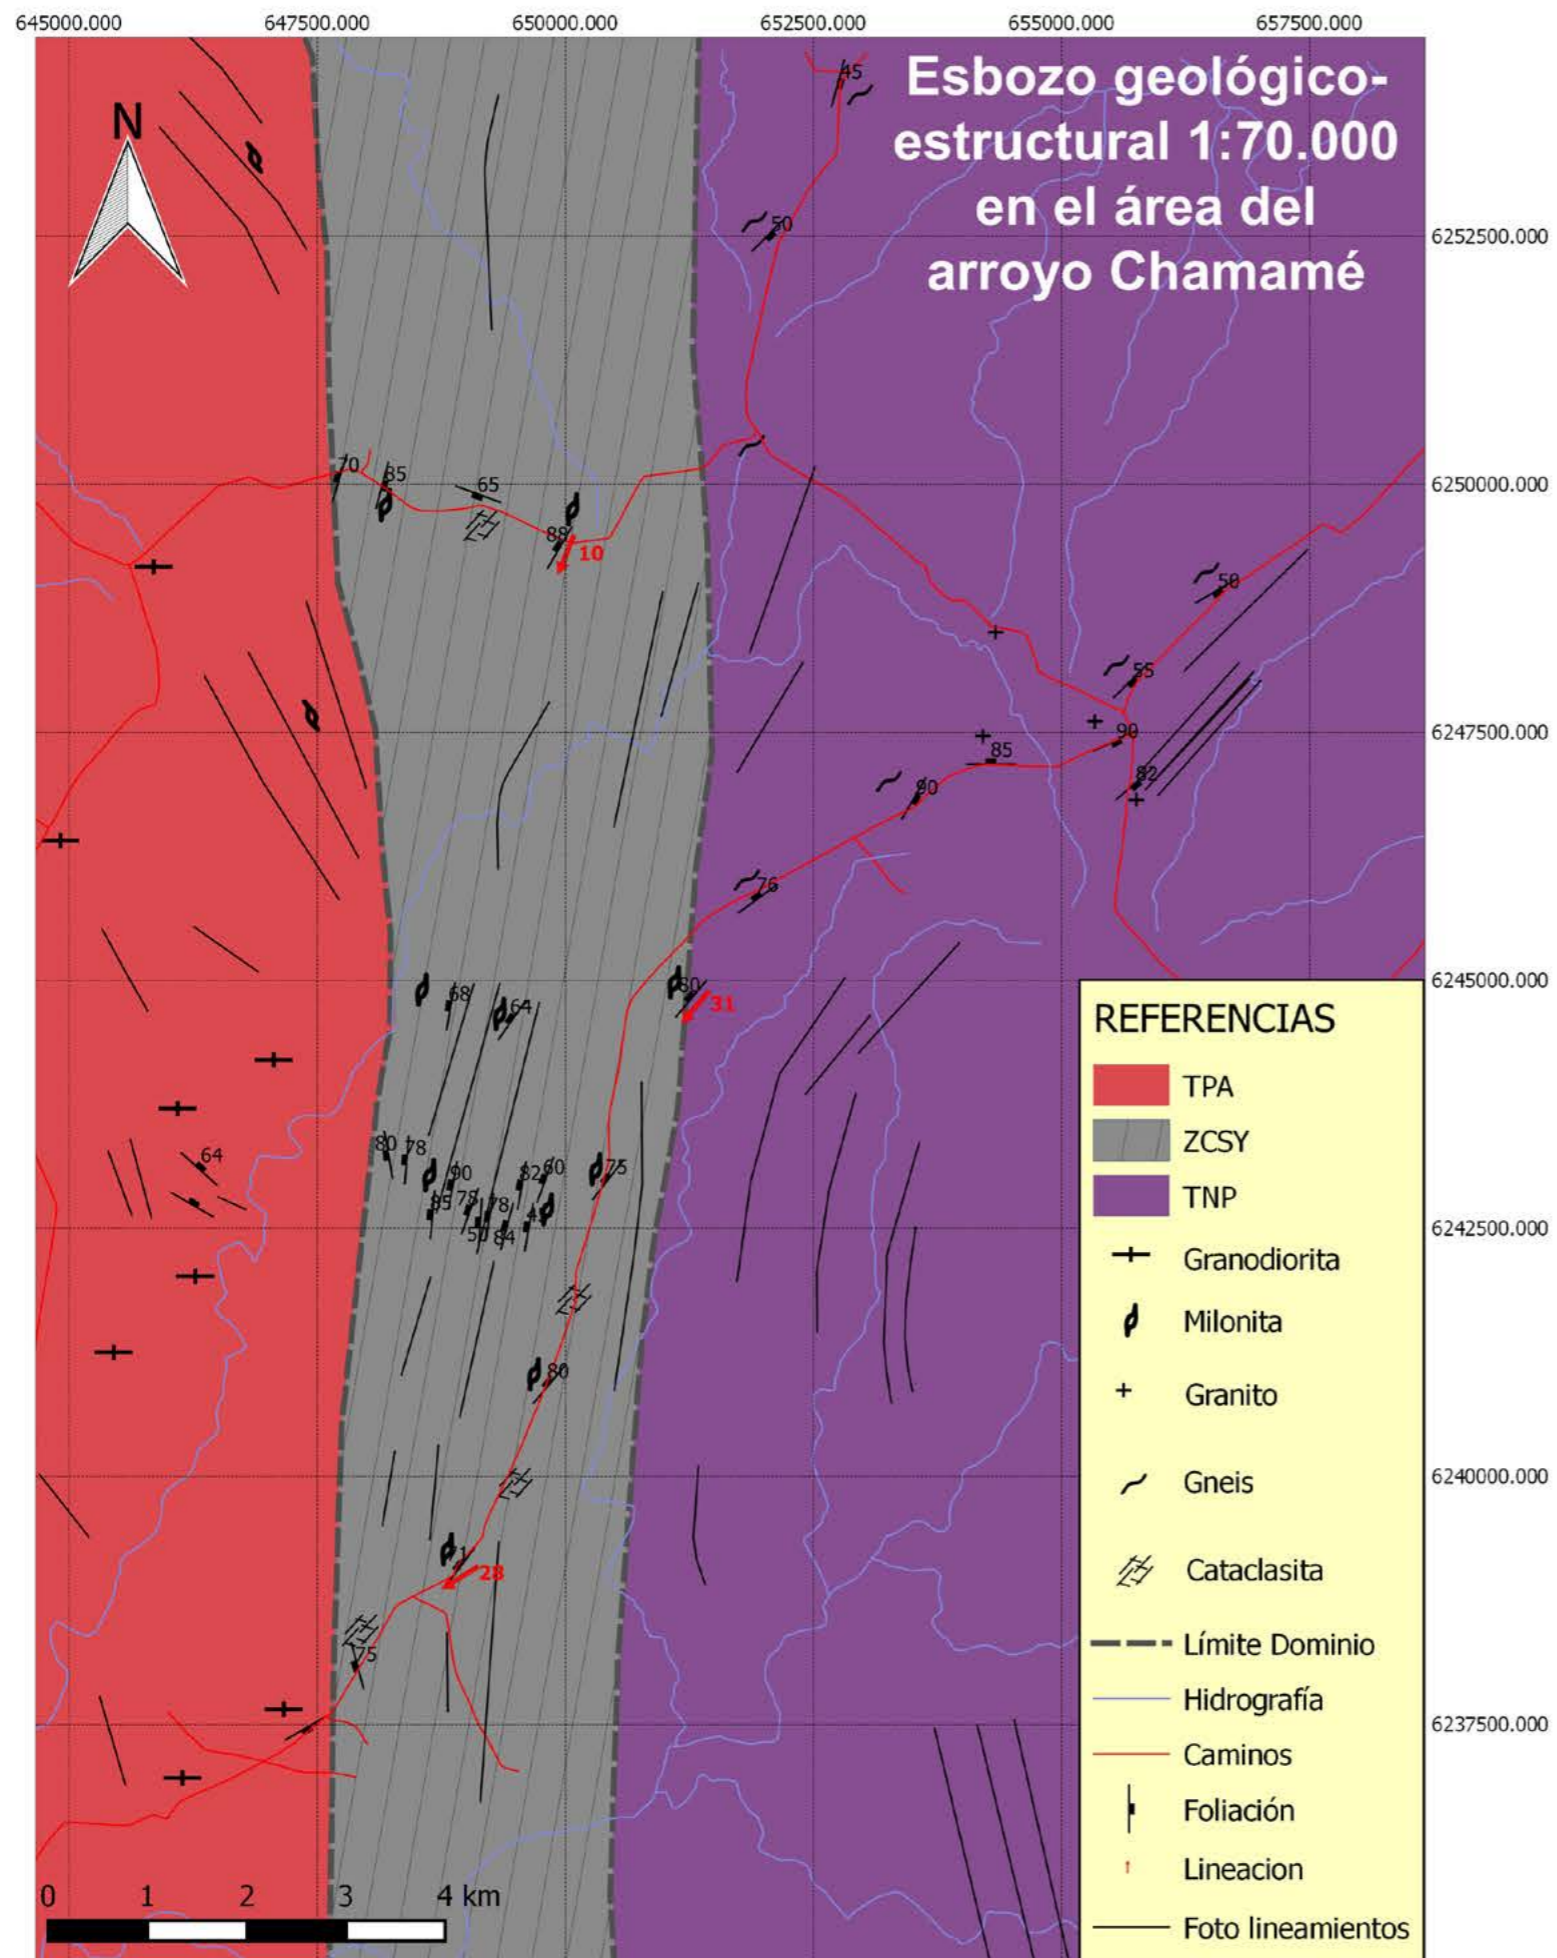 645000.000 647500.000 650000.000 652500.000 655000.000 657500.000
Esbozo geológico-
estructural 1:70.000
en el área del
arroyo Chamamé
N
45
50
6252500.000
70
85
65
88
10
6250000.000
50
55
90
85
82
90
6247500.000
76
68
64
80
31
6245000.000
80
78
90
82
60
75
64
85
78
78
50
84
6242500.000
80
6240000.000
28
75
6237500.000
REFERENCIAS
TPA
ZCSY
TNP
Granodiorita
Milonita
Granito
Gneis
Cataclasita
Límite Dominio
Hidrografía
Caminos
Foliación
Lineacion
Foto lineamientos
0 1 2 3 4 km